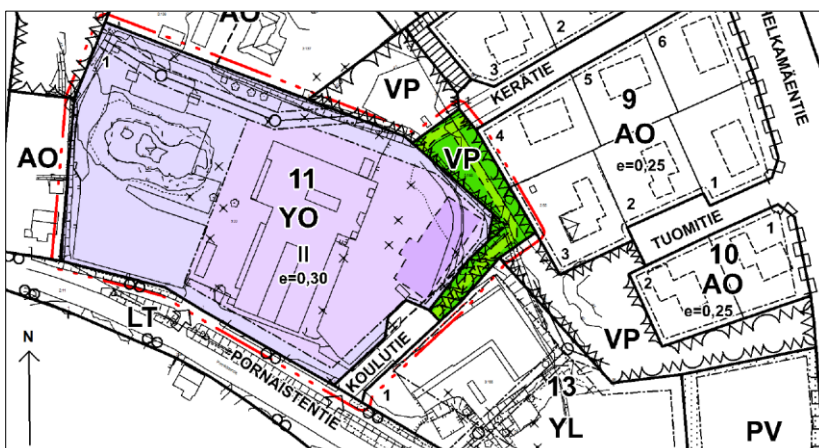 AO
AO
1
VP
2
3
KERÄTIE
6
5
4
9
AO
e=0,25
HELKAMÄENTIE
VP
AO
11
YO
II
e=0,30
3
2
1
TUOMITIE
10
AO
e=0,25
1
2
VP
LT
PORNAISTENTIE
KOULUTIE
1
13
YL
PV
N